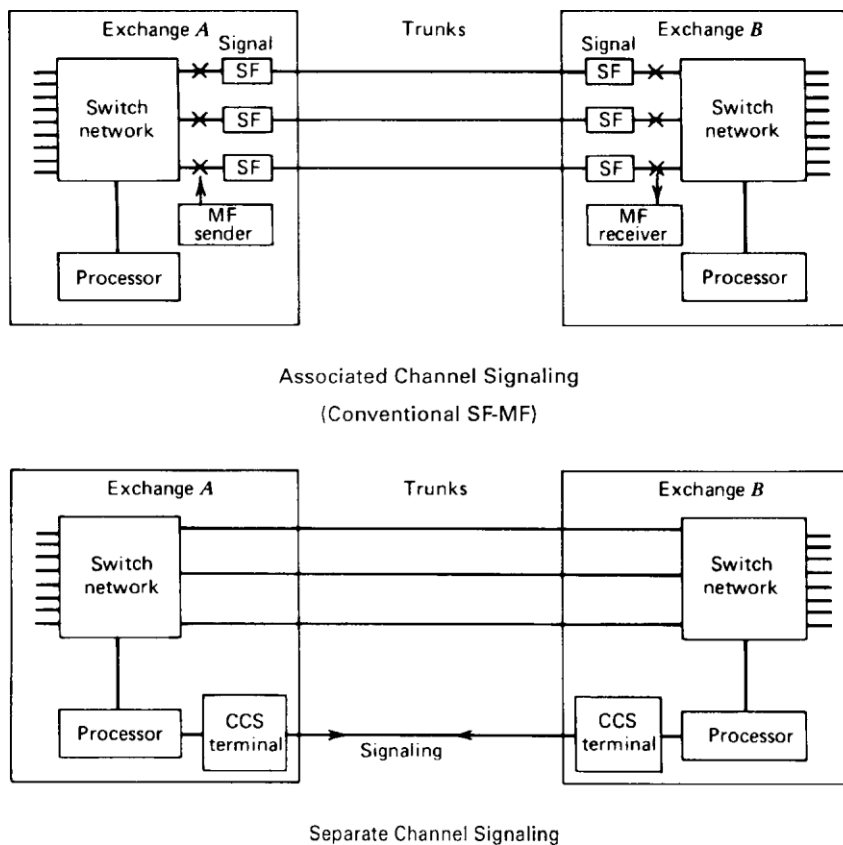 Exchange A
Trunks
Exchange B
Signal
Signal
SF
SF
Switch
network
SF
SF
Switch
network
SF
SF
MF
sender
MF
receiver
Processor
Processor
Associated Channel Signaling
(Conventional SF-MF)
Exchange A
Trunks
Exchange B
Switch
network
Switch
network
Processor
CCS
terminal
Signaling
CCS
terminal
Processor
Separate Channel Signaling